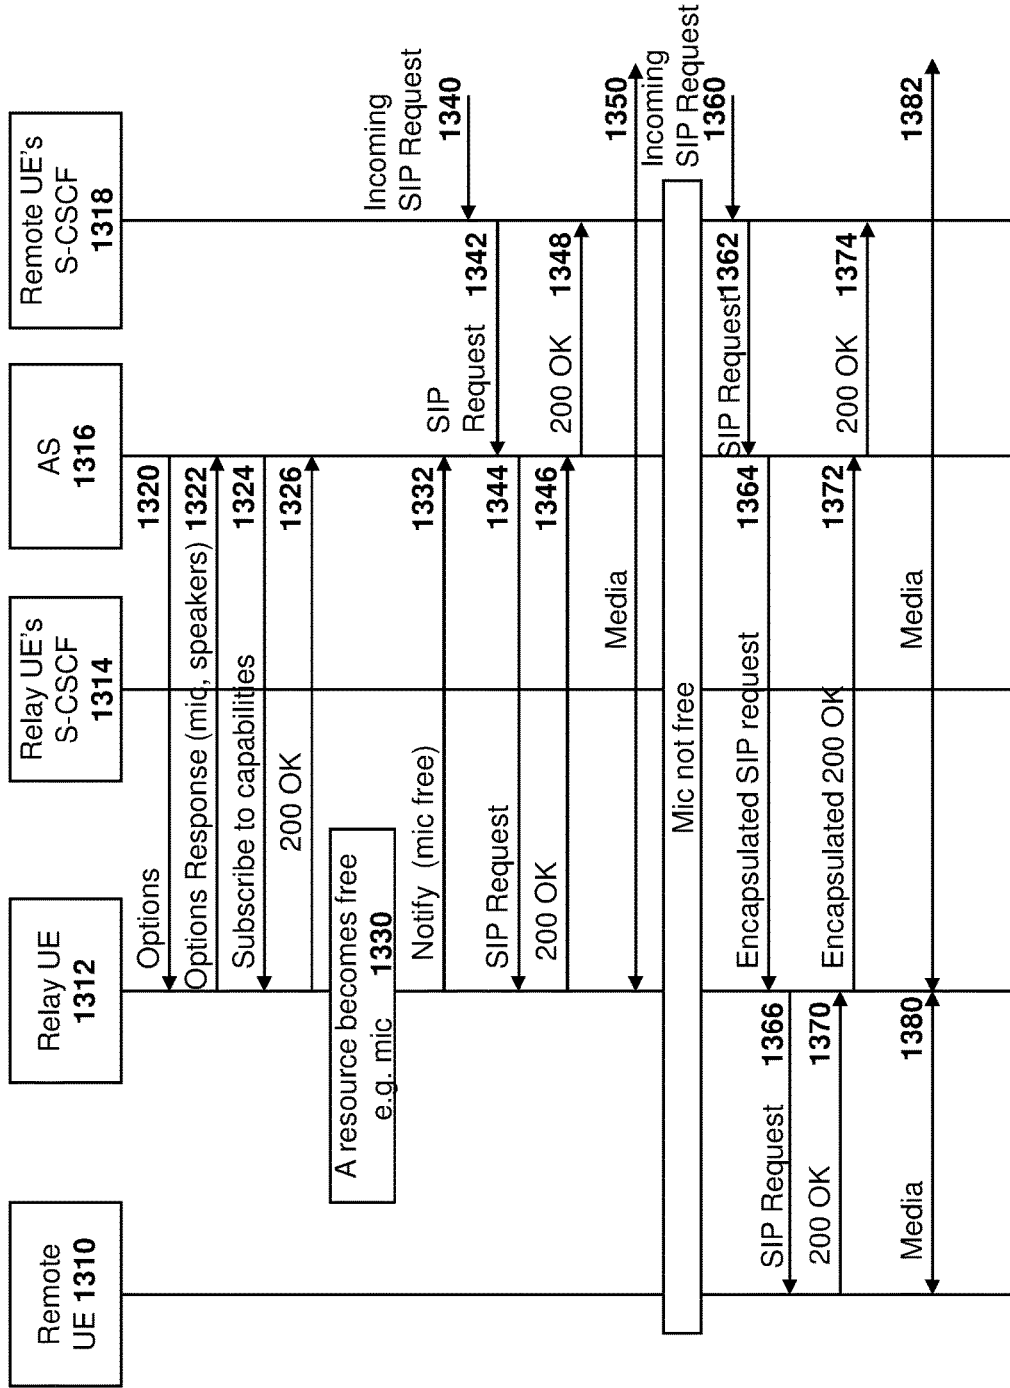 Remote
UE 1310
Relay UE
1312
Relay UE's
S-CSCF
1314
AS
1316
Remote UE's
S-CSCF
1318
Options
1320
Options Response (mic, speakers) 1322
Subscribe to capabilities
1324
200 OK
1326
A resource becomes free
e.g. mic 1330
Notify (mic free)
1332
Incoming
SIP Request
1340
SIP
Request 1342
SIP Request
1344
200 OK
1346
200 OK 1348
Media
1350
Mic not free
Incoming
SIP Request
1360
SIP Request 1362
Encapsulated SIP request
1364
SIP Request 1366
200 OK 1370
Encapsulated 200 OK
1372
200 OK 1374
Media 1380
Media
1382